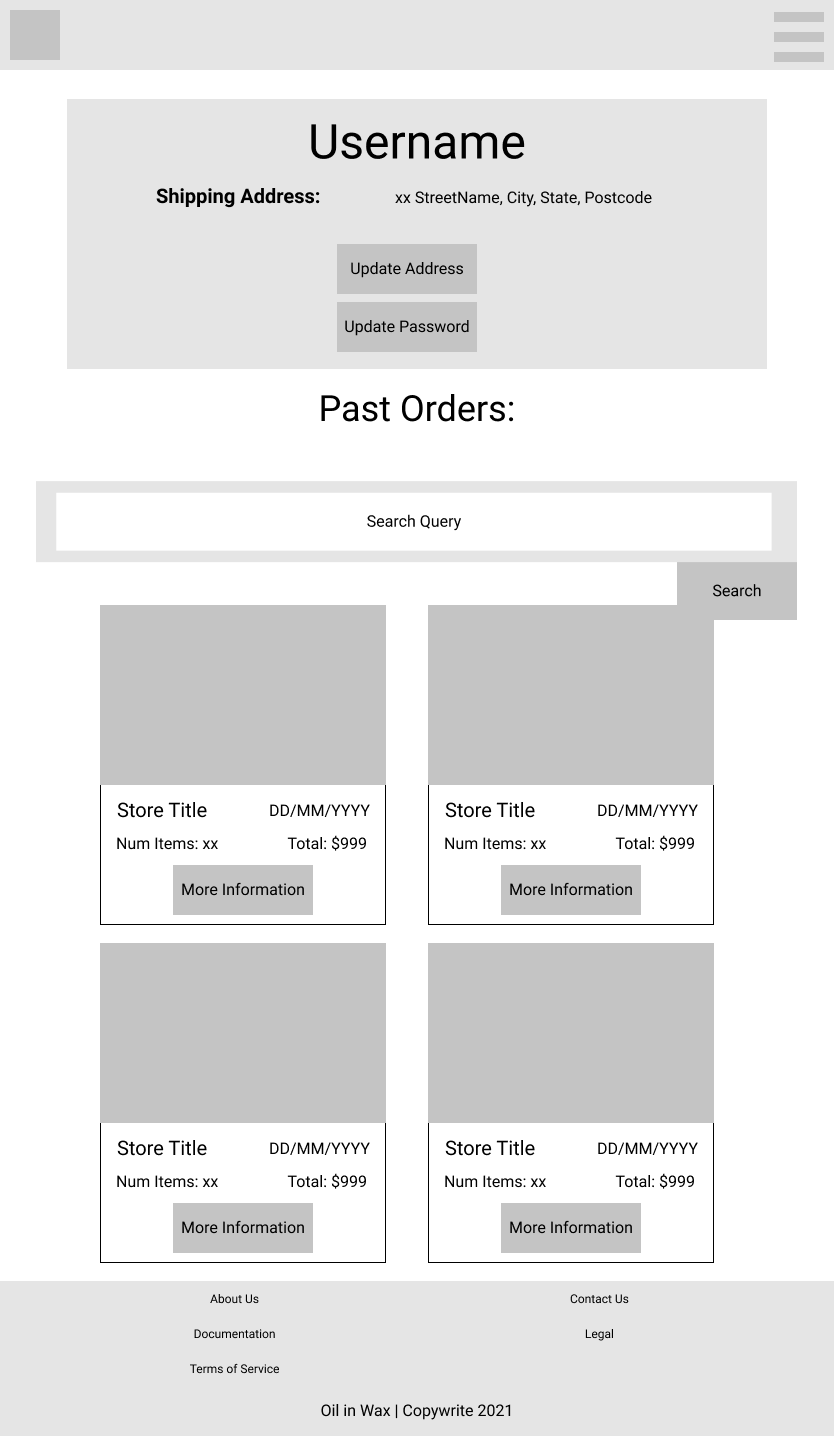 Username
Shipping Address: xx StreetName, City, State, Postcode
Update Address
Update Password
Past Orders:
Search Query
Search
Store Title DD/MM/YYYY
Num Items: xx Total: $999
More Information
Store Title DD/MM/YYYY
Num Items: xx Total: $999
More Information
Store Title DD/MM/YYYY
Num Items: xx Total: $999
More Information
Store Title DD/MM/YYYY
Num Items: xx Total: $999
More Information
About Us
Contact Us
Documentation
Legal
Terms of Service
Oil in Wax | Copywrite 2021